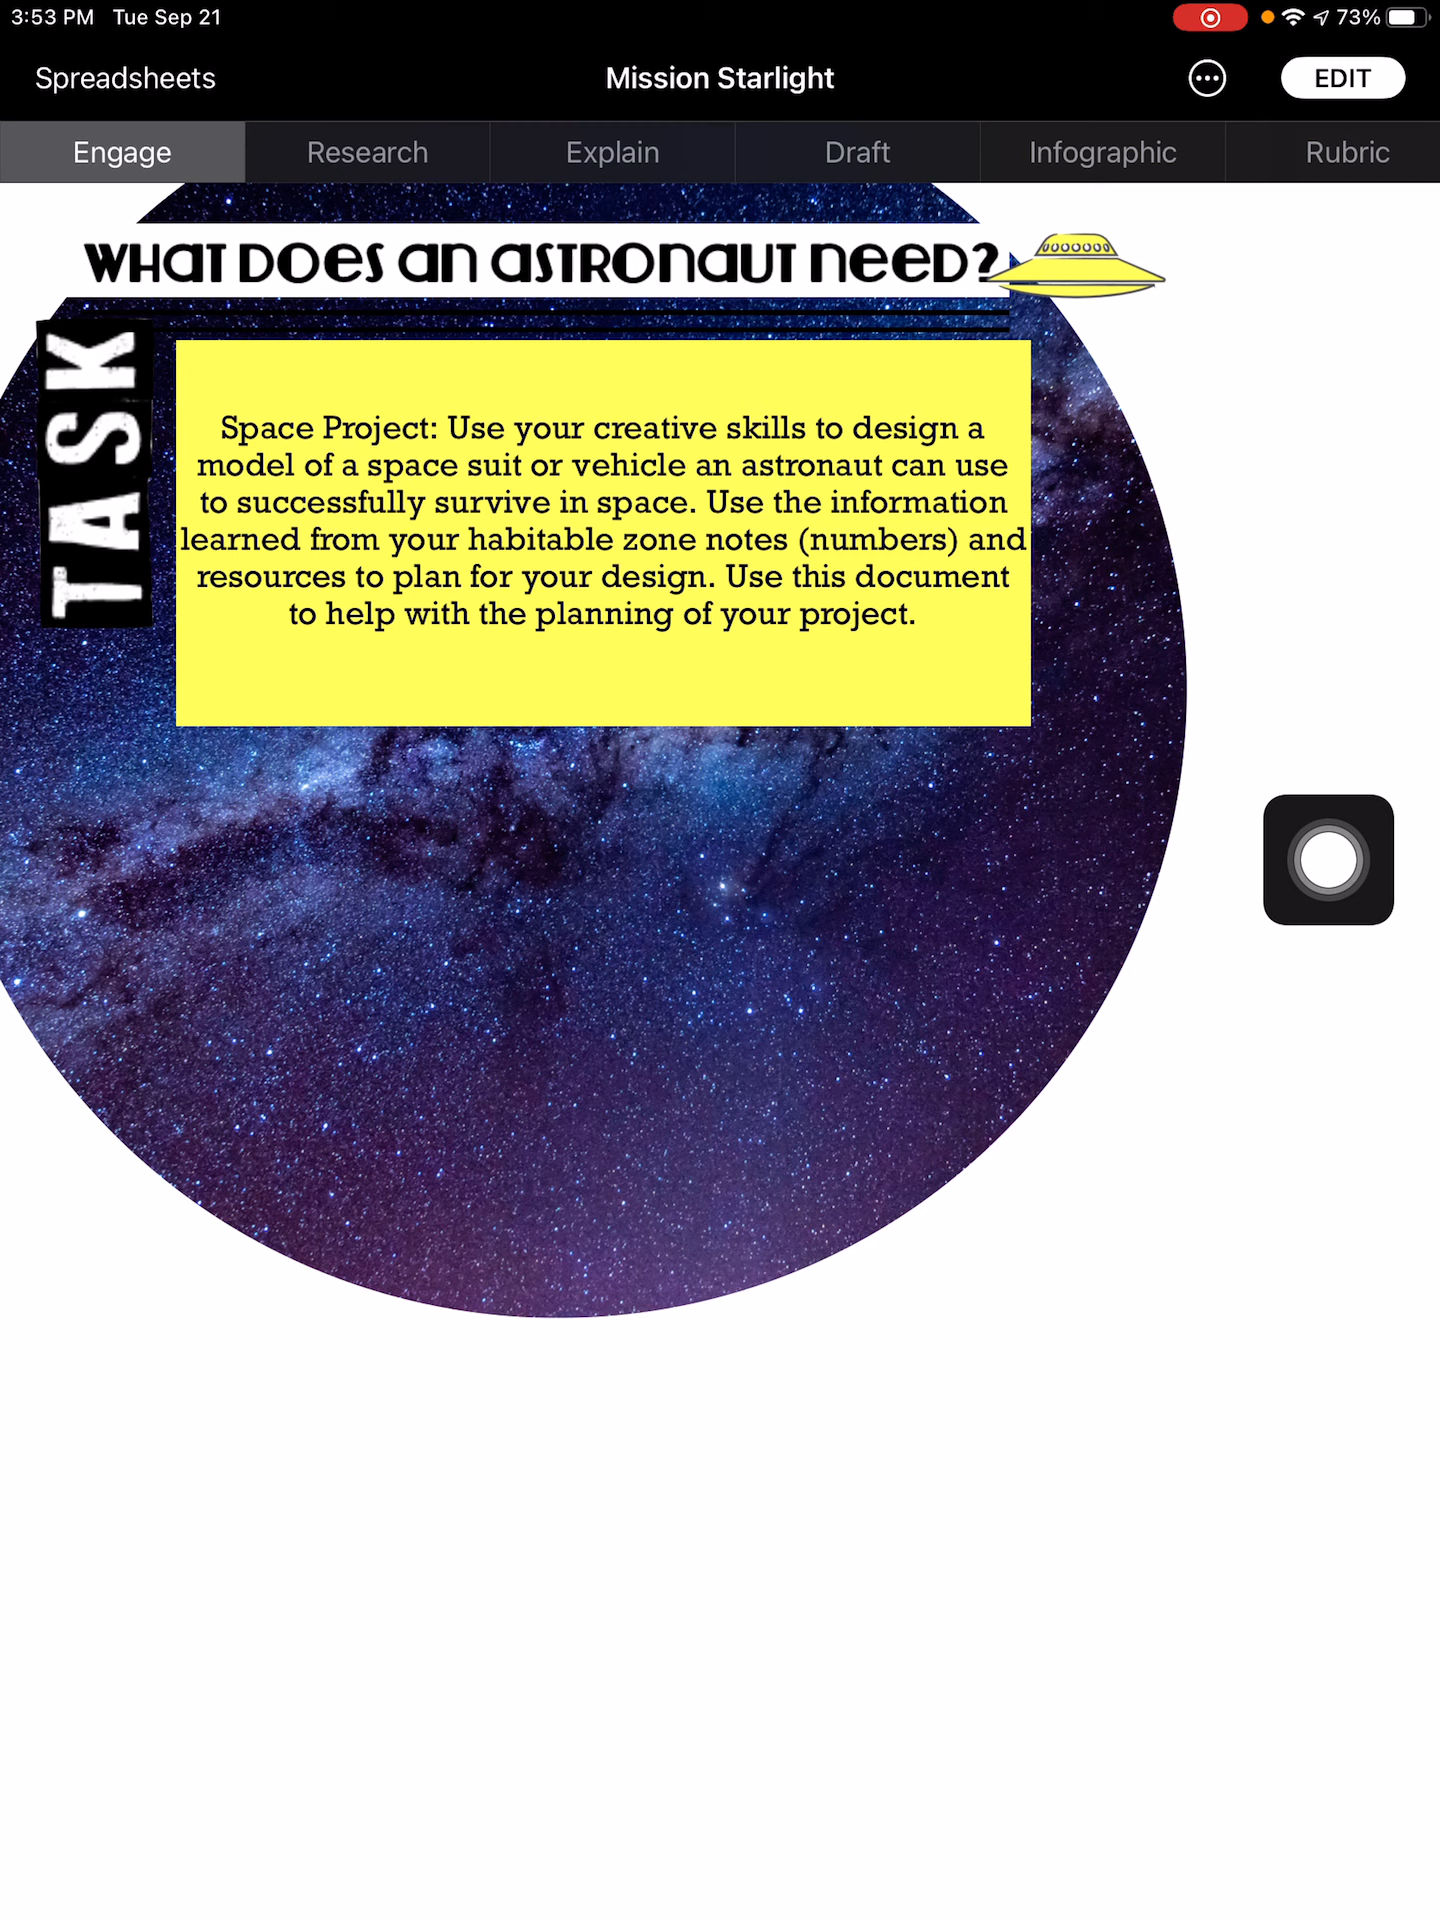 3:53 PM Tue Sep 21
73%
Spreadsheets
Mission Starlight
EDIT
Engage
Research
Explain
Draft
Infographic
Rubric
WHaT DOES an aSTROnauT nEED?
TASK
Space Project: Use your creative skills to design a
model of a space suit or vehicle an astronaut can use
to successfully survive in space. Use the information
learned from your habitable zone notes (numbers) and
resources to plan for your design. Use this document
to help with the planning of your project.